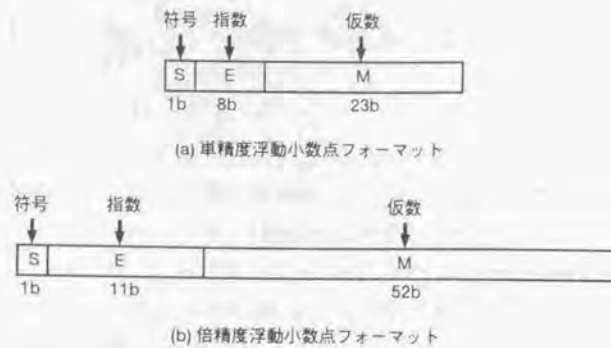 符号 指数 仮数
S E M
1b 8b 23b
(a) 単精度浮動小数点フォーマット
符号 指数 仮数
S E M
1b 11b 52b
(b) 倍精度浮動小数点フォーマット